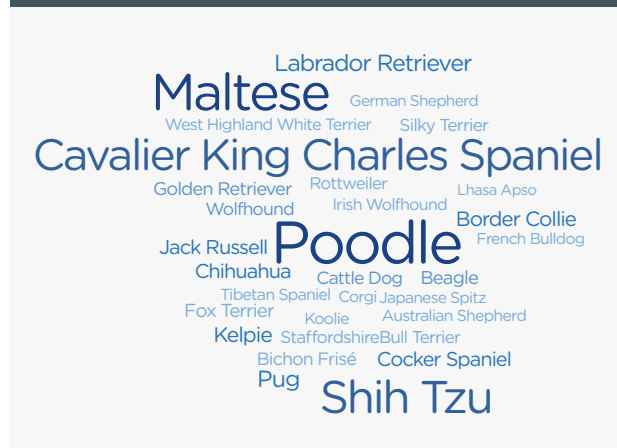 Labrador Retriever
Maltese
German Shepherd
West Highland White Terrier
Silky Terrier
Cavalier King Charles Spaniel
Golden Retriever
Rottweiler
Lhasa Apso
Wolfhound
Irish Wolfhound
Border Collie
Jack Russell
Poodle
French Bulldog
Chihuahua
Cattle Dog
Beagle
Tibetan Spaniel
Corgi
Japanese Spitz
Fox Terrier
Koolie
Australian Shepherd
Kelpie
StaffordshireBull Terrier
Bichon Frisé
Cocker Spaniel
Pug
Shih Tzu